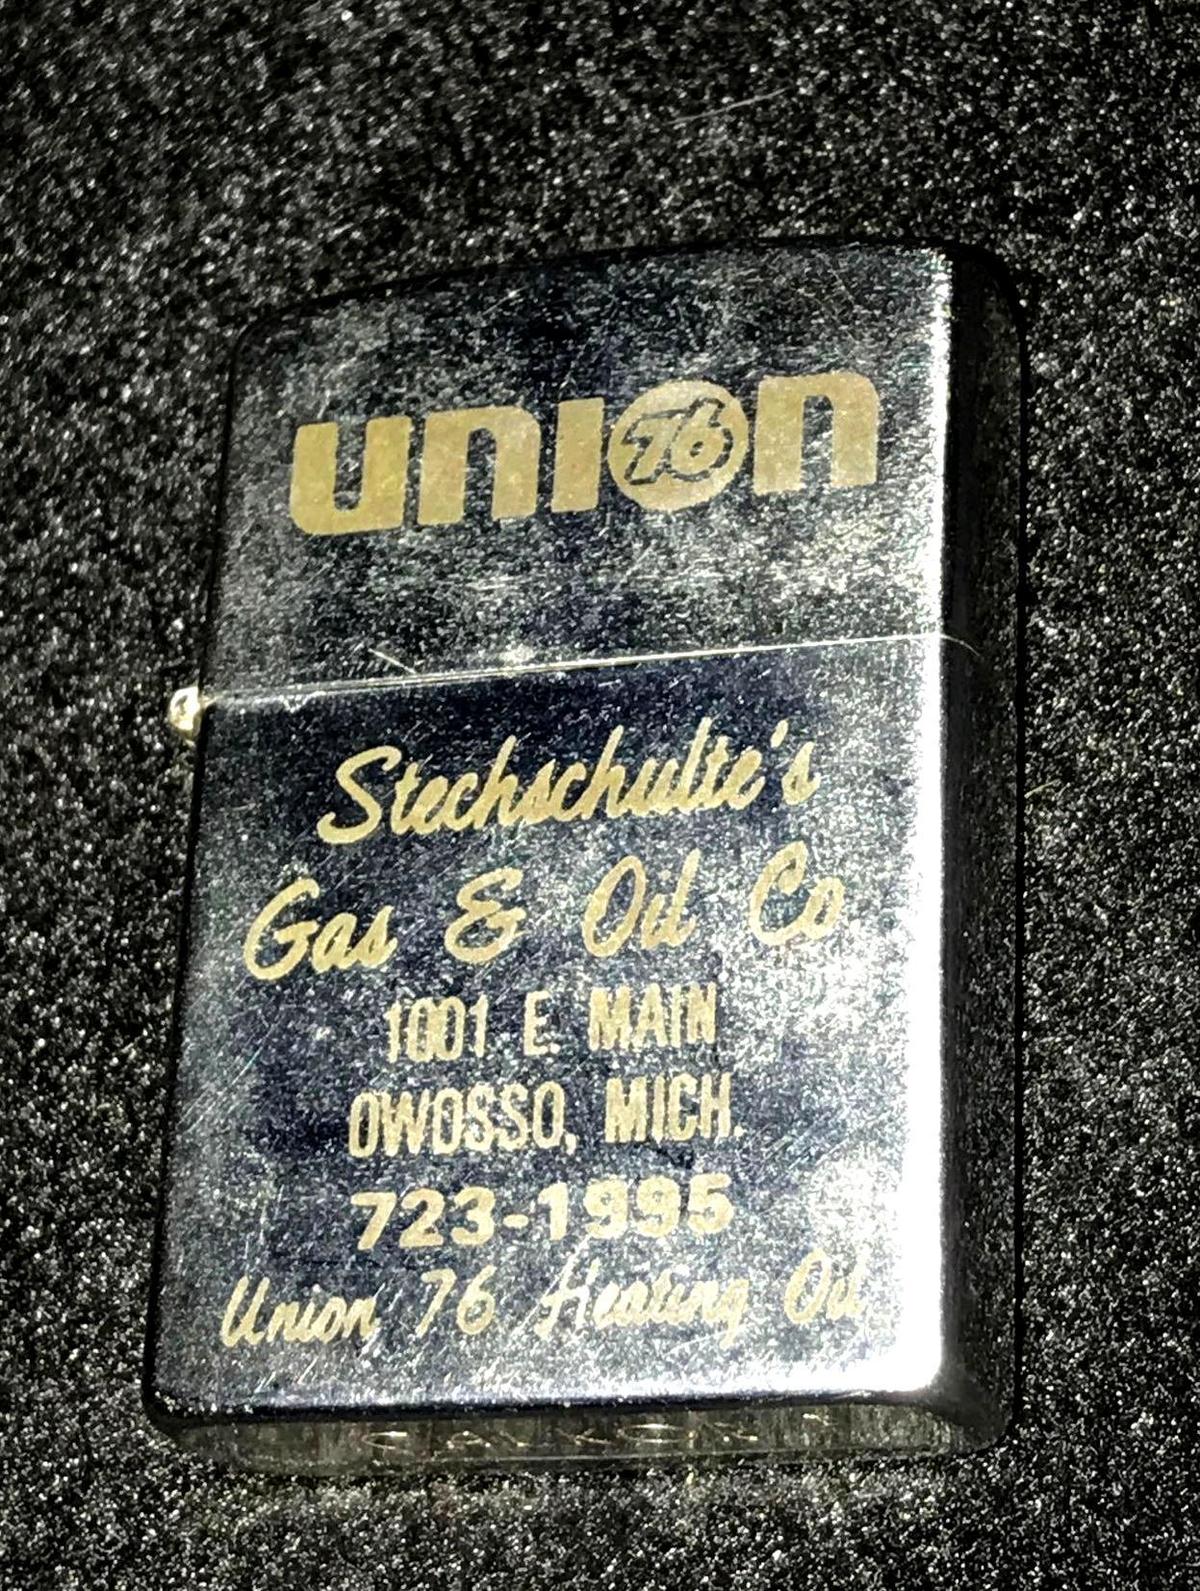 union 76
Stechschulte's
Gas & Oil Co
1001 E. MAIN
OWOSSO, MICH.
723-1995
Union 76 Heating Oil